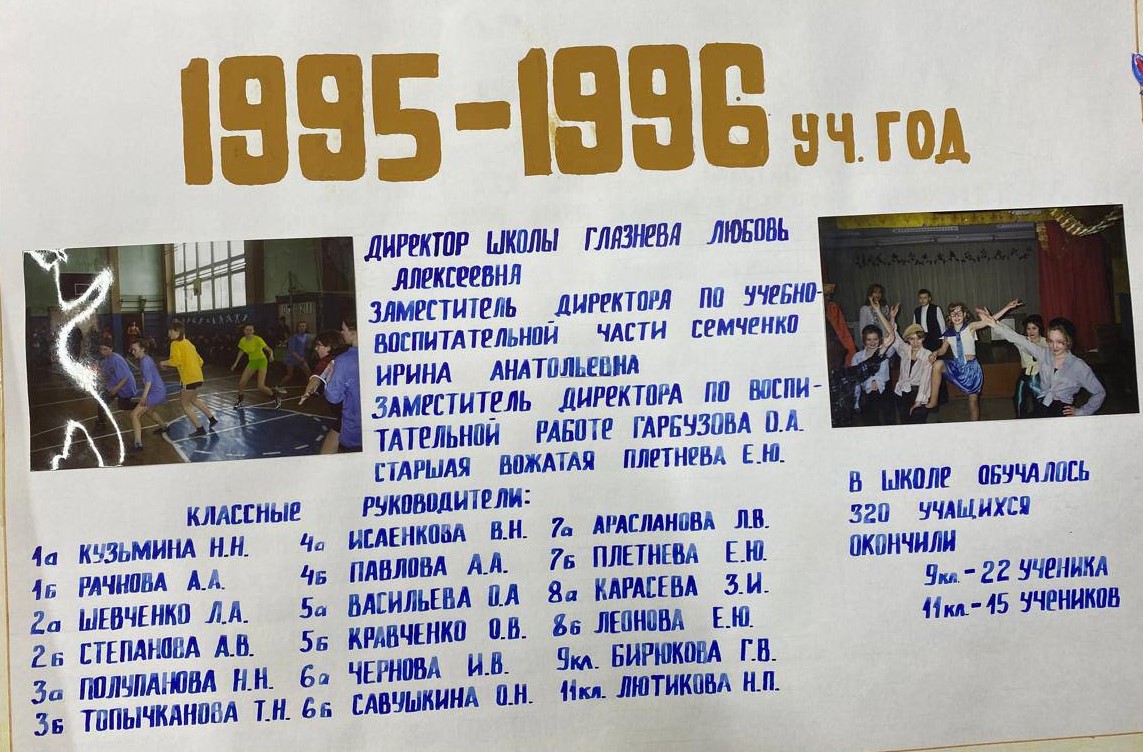 1995-1996 уч. год
ДИРЕКТОР ШКОЛЫ ГЛАЗНЕВА ЛЮБОВЬ
АЛЕКСЕЕВНА
ЗАМЕСТИТЕЛЬ ДИРЕКТОРА ПО УЧЕБНО-
ВОСПИТАТЕЛЬНОЙ ЧАСТИ СЕМЧЕНКО
ИРИНА АНАТОЛЬЕВНА
ЗАМЕСТИТЕЛЬ ДИРЕКТОРА ПО ВОСПИ-
ТАТЕЛЬНОЙ РАБОТЕ ГАРБУЗОВА О.А.
СТАРШАЯ ВОЖАТАЯ ПЛЕТНЕВА Е.Ю.
КЛАССНЫЕ РУКОВОДИТЕЛИ:
1а КУЗЬМИНА Н.Н.
1б РАЧНОВА А.А.
2а ШЕВЧЕНКО Л.А.
2б СТЕПАНОВА А.В.
3а ПОЛУПАНОВА Н.Н.
3б ТОПЫЧКАНОВА Т.Н.
4а ИСАЕНКОВА В.Н.
4б ПАВЛОВА А.А.
5а ВАСИЛЬЕВА О.А
5б КРАВЧЕНКО О.В.
6а ЧЕРНОВА И.В.
6б САВУШКИНА О.Н.
7а АРАСЛАНОВА Л.В.
7б ПЛЕТНЕВА Е.Ю.
8а КАРАСЕВА З.И.
8б ЛЕОНОВА Е.Ю.
9кл. БИРЮКОВА Г.В.
11кл. ЛЮТИКОВА Н.П.
В ШКОЛЕ ОБУЧАЛОСЬ
320 УЧАЩИХСЯ
ОКОНЧИЛИ
9кл. - 22 УЧЕНИКА
11кл. - 15 УЧЕНИКОВ